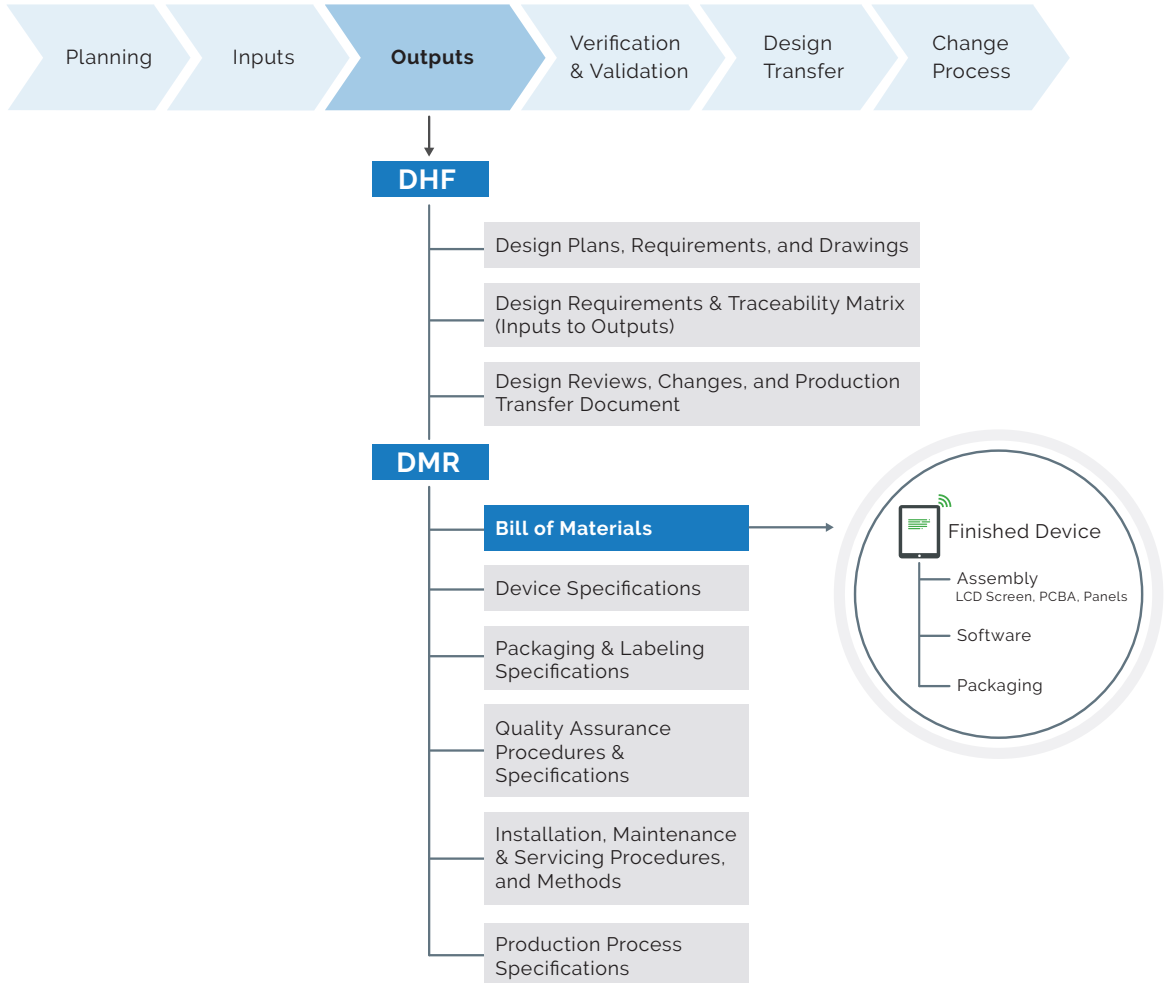 Planning
Inputs
Outputs
Verification
& Validation
Design
Transfer
Change
Process
DHF
Design Plans, Requirements, and Drawings
Design Requirements & Traceability Matrix
(Inputs to Outputs)
Design Reviews, Changes, and Production
Transfer Document
DMR
Bill of Materials
Finished Device
Assembly
LCD Screen, PCBA, Panels
Software
Packaging
Device Specifications
Packaging & Labeling
Specifications
Quality Assurance
Procedures &
Specifications
Installation, Maintenance
& Servicing Procedures,
and Methods
Production Process
Specifications